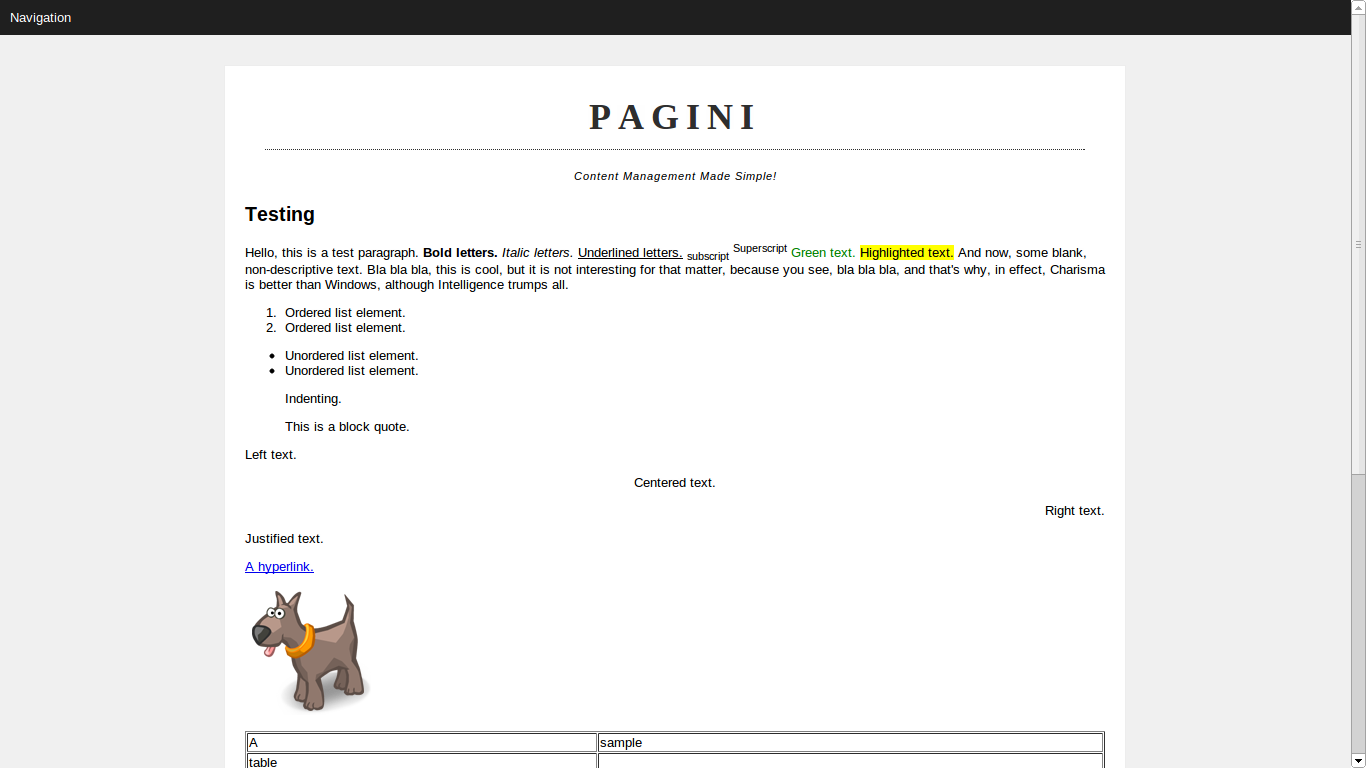 Navigation
PAGINI
Content Management Made Simple!
Testing
Hello, this is a test paragraph. Bold letters. Italic letters. Underlined letters. subscript Superscript Green text. Highlighted text. And now, some blank,
non-descriptive text. Bla bla bla, this is cool, but it is not interesting for that matter, because you see, bla bla bla, and that's why, in effect, Charisma
is better than Windows, although Intelligence trumps all.
1. Ordered list element.
2. Ordered list element.
• Unordered list element.
• Unordered list element.
Indenting.
This is a block quote.
Left text.
Centered text.
Right text.
Justified text.
A hyperlink.
A sample
table